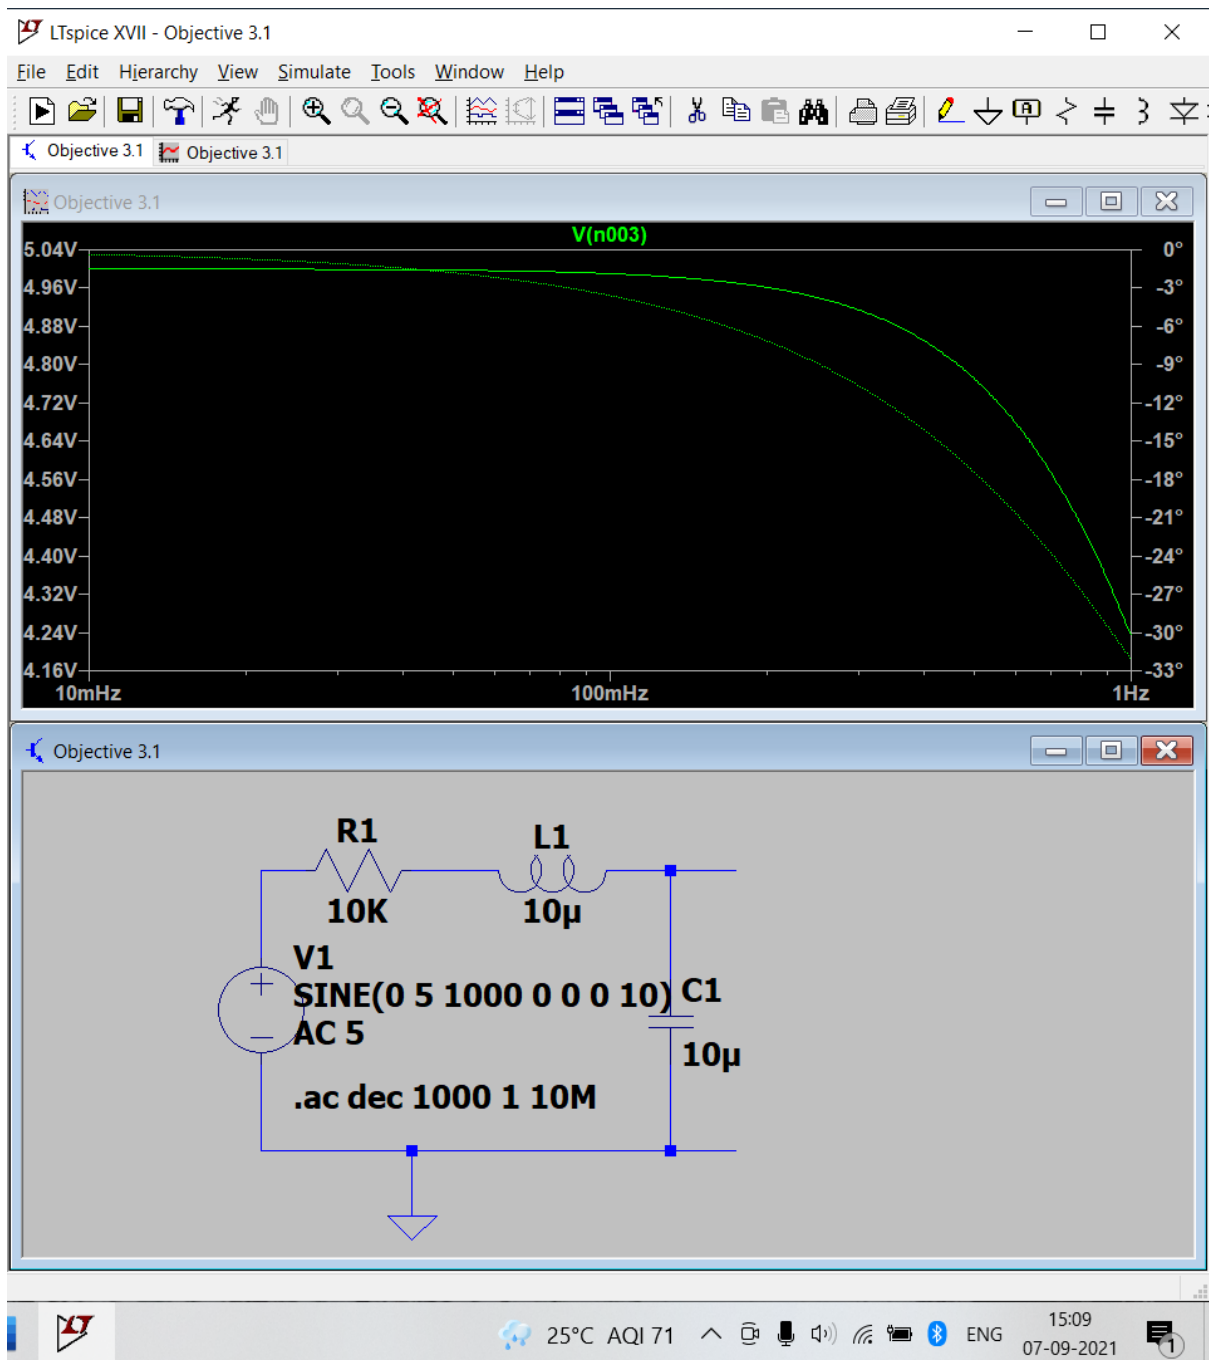 LTspice XVII - Objective 3.1
File Edit Hierarchy View Simulate Tools Window Help
Objective 3.1 Objective 3.1
Objective 3.1
V(n003)
5.04V 0°
4.96V -3°
4.88V -6°
4.80V -9°
4.72V -12°
4.64V -15°
4.56V -18°
4.48V -21°
4.40V -24°
4.32V -27°
4.24V -30°
4.16V -33°
10mHz 100mHz 1Hz
Objective 3.1
R1 L1
10K 10µ
V1
SINE(0 5 1000 0 0 0 10) C1
AC 5
10µ
.ac dec 1000 1 10M
25°C AQI 71 ENG 15:09
07-09-2021
1